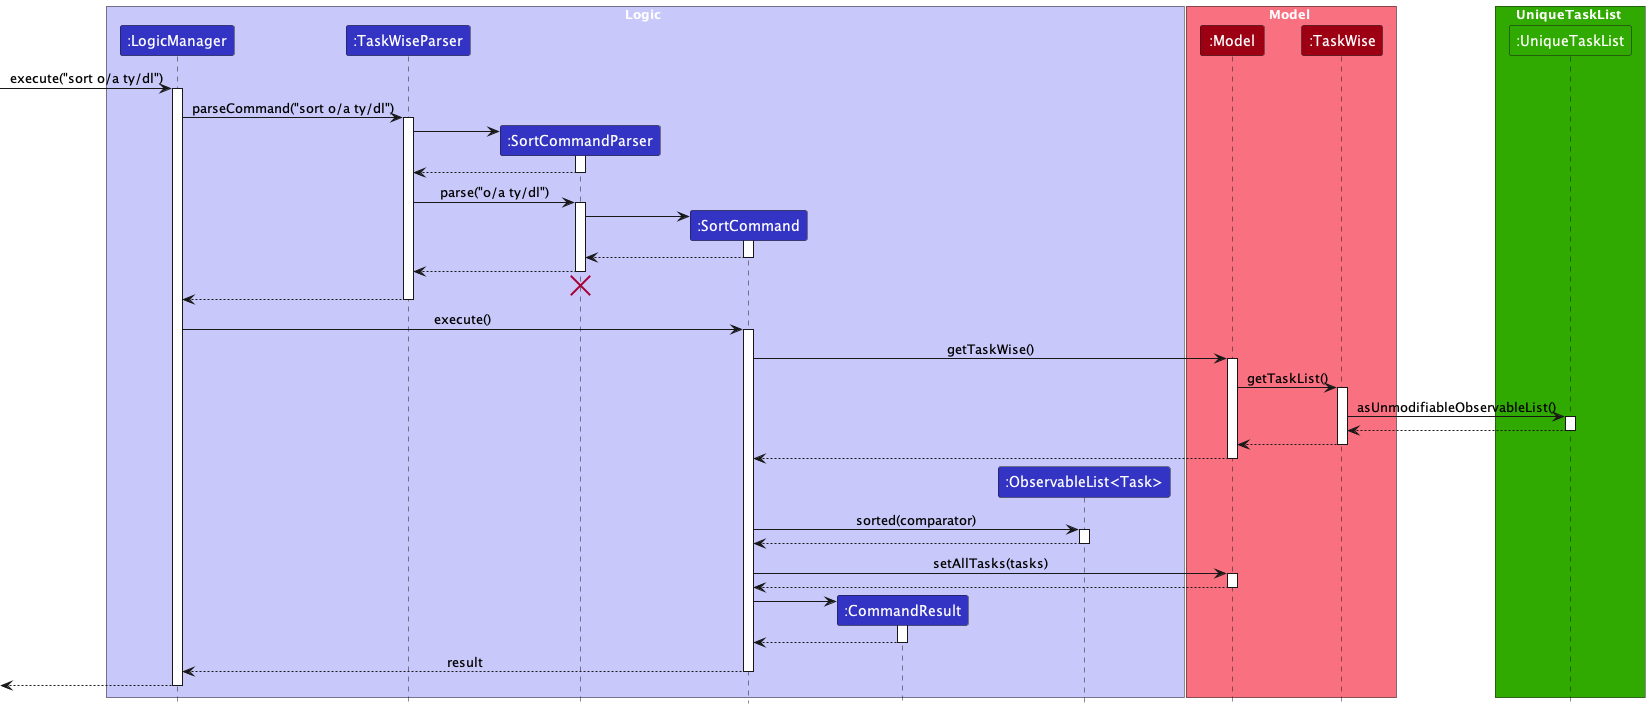 Logic
Model
UniqueTaskList
:LogicManager
:TaskWiseParser
:Model
:TaskWise
:UniqueTaskList
execute("sort o/a ty/dl")
parseCommand("sort o/a ty/dl")
:SortCommandParser
parse("o/a ty/dl")
:SortCommand
execute()
getTaskWise()
getTaskList()
asUnmodifiableObservableList()
:ObservableList<Task>
sorted(comparator)
setAllTasks(tasks)
:CommandResult
result